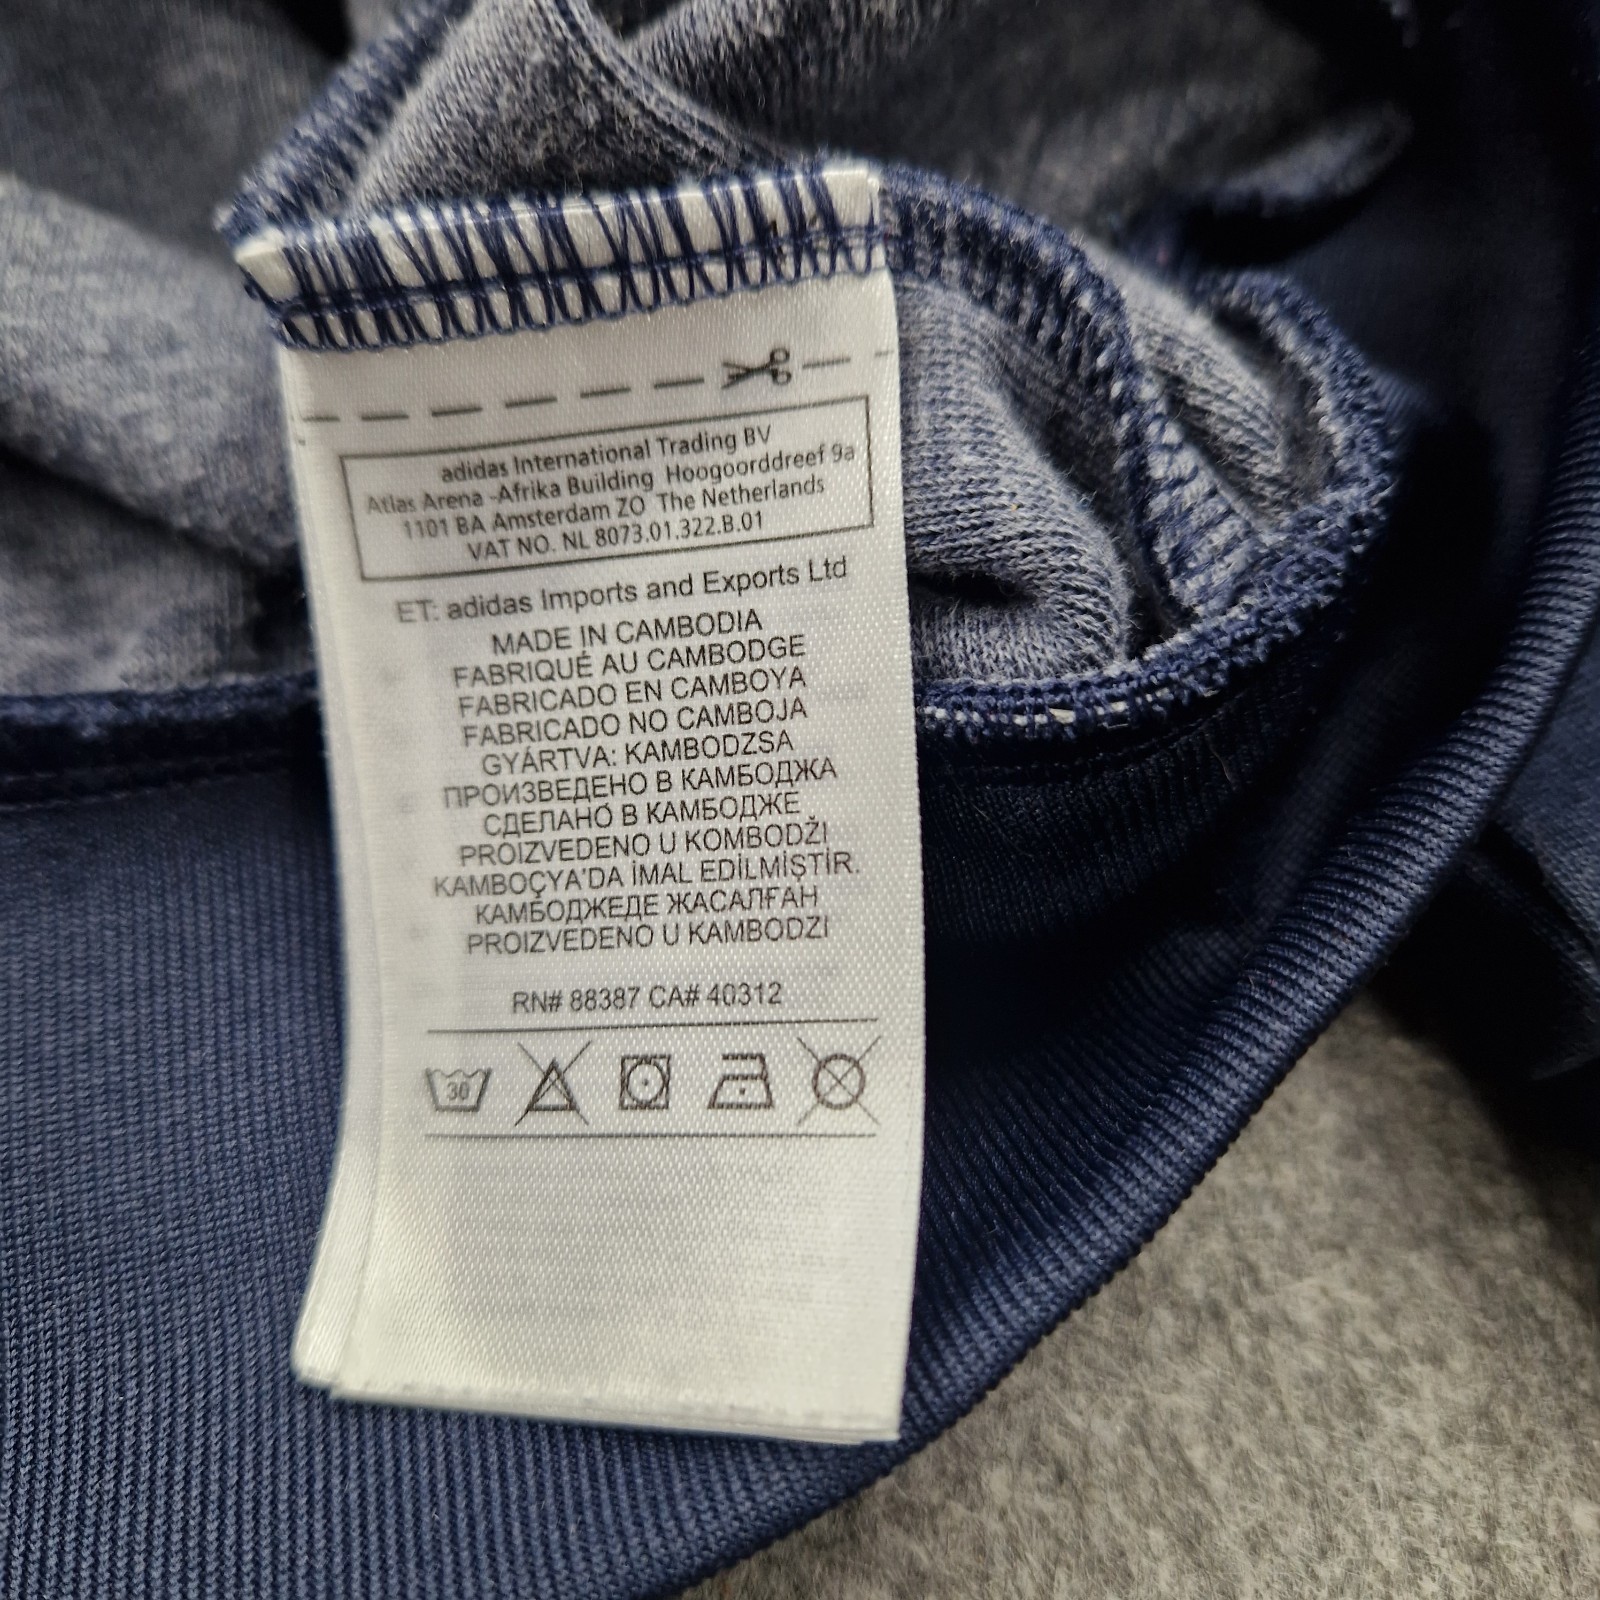 adidas International Trading BV
Atlas Arena -Afrika Building Hoogoorddreef 9a
1101 BA Amsterdam ZO The Netherlands
VAT NO. NL 8073.01.322.B.01
ET: adidas Imports and Exports Ltd
MADE IN CAMBODIA
FABRIQUÉ AU CAMBODGE
FABRICADO EN CAMBOYA
FABRICADO NO CAMBOJA
GYÁRTVA: KAMBODZSA
ПРОИЗВЕДЕНО В КАМБОДЖА
СДЕЛАНО В КАМБОДЖЕ
PROIZVEDENO U KOMBODŽI
KAMBOÇYA'DA İMAL EDİLMİŞTİR.
КАМБОДЖЕДЕ ЖАСАЛҒАН
PROIZVEDENO U KAMBODZI
RN# 88387 CA# 40312
30